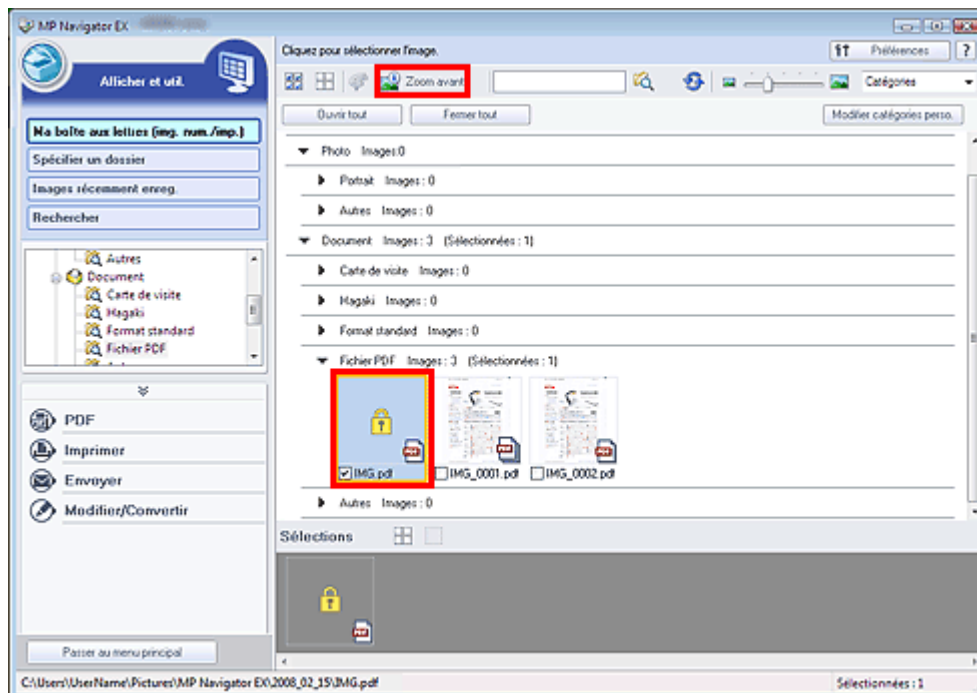 MP Navigator EX
Afficher et util.
Ma boîte aux lettres (img. num./imp.)
Spécifier un dossier
Images récemment enreg.
Rechercher
Autres
Document
Carte de visite
Hagaki
Format standard
Fichier PDF
PDF
Imprimer
Envoyer
Modifier/Convertir
Passer au menu principal
Cliquez pour sélectionner l'image.
Préférences
?
Zoom avant
Catégories
Ouvrir tout
Fermer tout
Modifier catégories perso.
Photo Images:0
Portrait Images : 0
Autres Images : 0
Document Images : 3 (Sélectionnées : 1)
Carte de visite Images : 0
Hagaki Images : 0
Format standard Images : 0
Fichier PDF Images : 3 (Sélectionnées : 1)
PDF PDF PDF
IMG.pdf IMG_0001.pdf IMG_0002.pdf
Autres Images : 0
Sélections
PDF
C:\Users\UserName\Pictures\MP Navigator EX\2008_02_15\IMG.pdf
Sélectionnées : 1